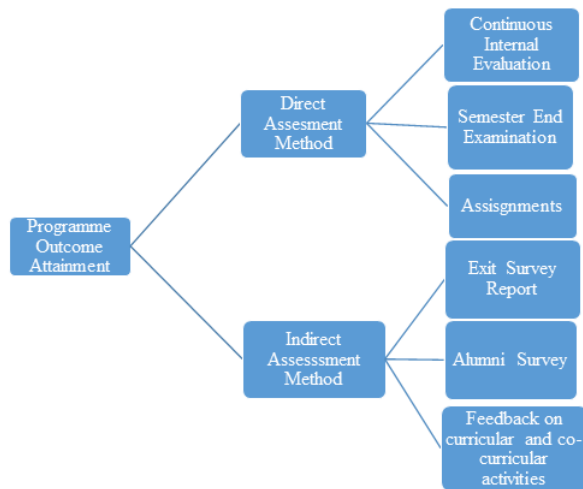 Programme
Outcome
Attainment
Direct
Assesment
Method
Continuous
Internal
Evaluation
Semester End
Examination
Assisgnments
Indirect
Assesssment
Method
Exit Survey
Report
Alumni Survey
Feedback on
curricular and co-
curricular
activities